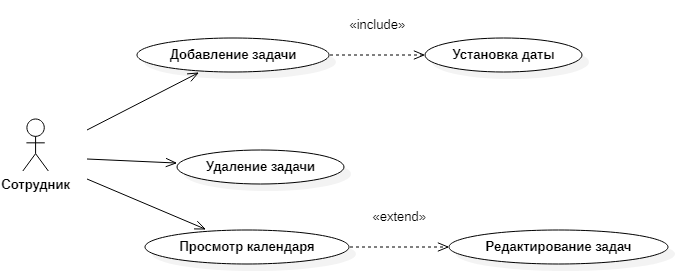 «include»
Добавление задачи
Установка даты
Удаление задачи
Сотрудник
«extend»
Просмотр календаря
Редактирование задач